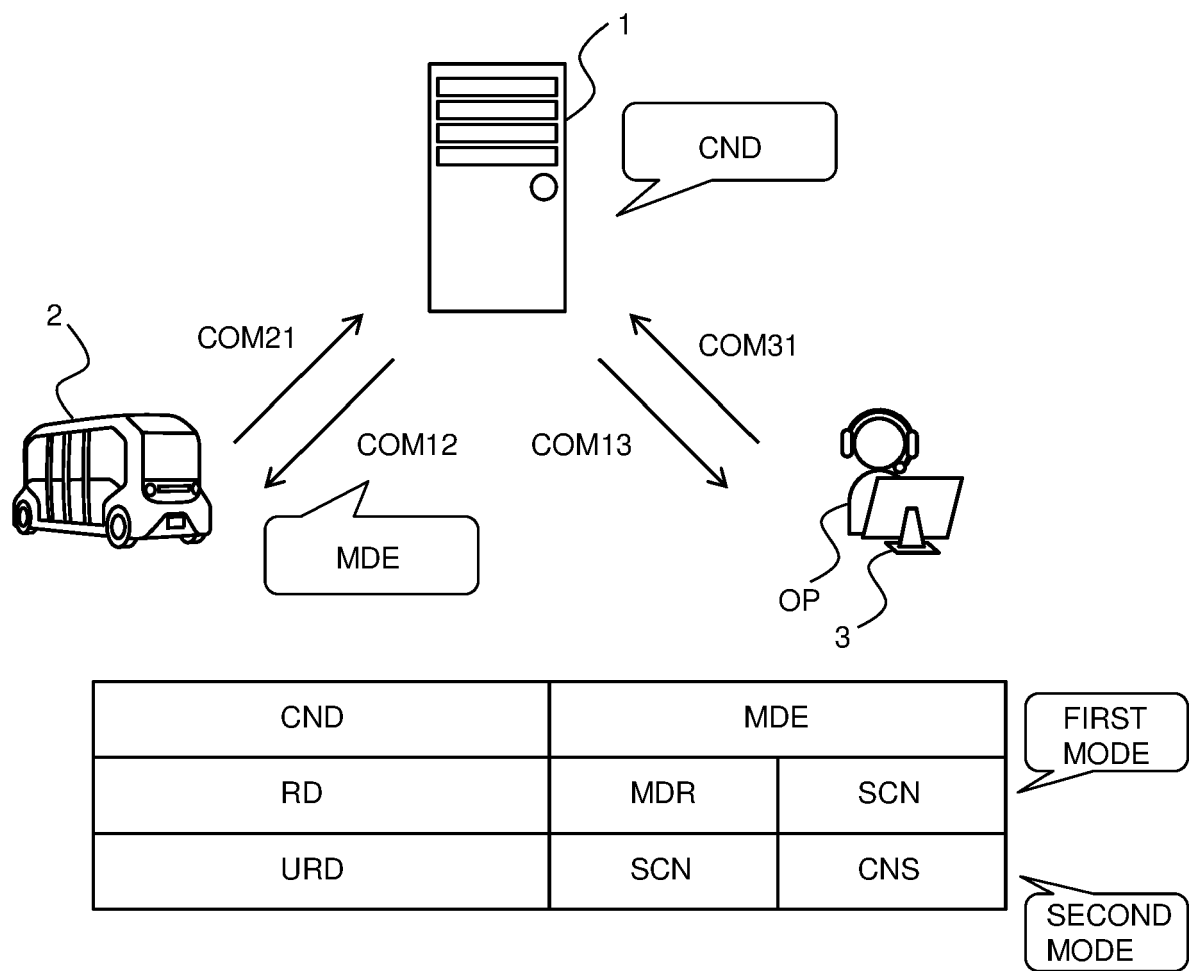 1
CND
2
COM21
COM31
COM12
COM13
MDE
OP
3
CND MDE
FIRST
MODE
RD MDR SCN
URD SCN CNS
SECOND
MODE